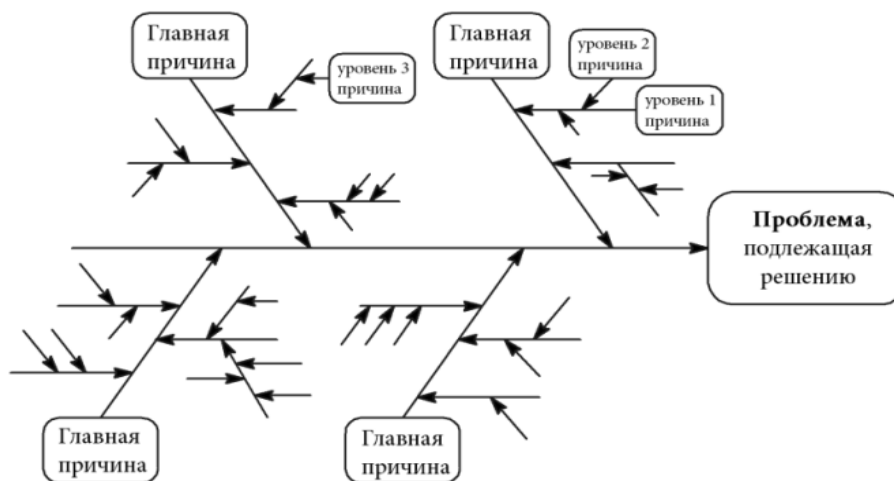 Главная
причина
уровень 3
причина
Главная
причина
уровень 2
причина
уровень 1
причина
Проблема,
подлежащая
решению
Главная
причина
Главная
причина